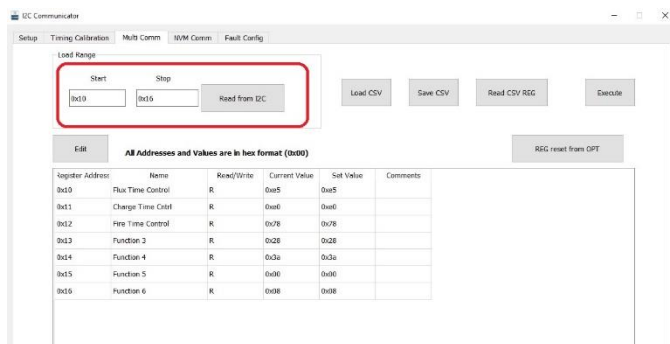 I2C Communicator
Setup Timing Calibration Multi Comm NVM Comm Fault Config
Load Range
Start Stop
0x10 0x16 Read from I2C Load CSV Save CSV Read CSV REG Execute
Edit All Addresses and Values are in hex format (0x00) REG reset from OPT
Register Address Name Read/Write Current Value Set Value Comments
0x10 Flux Time Control R 0xe5 0xe5
0x11 Charge Time Cntrl R 0xe0 0xe0
0x12 Fire Time Control R 0x78 0x78
0x13 Function 3 R 0x28 0x28
0x14 Function 4 R 0x3a 0x3a
0x15 Function 5 R 0x00 0x00
0x16 Function 6 R 0x08 0x08